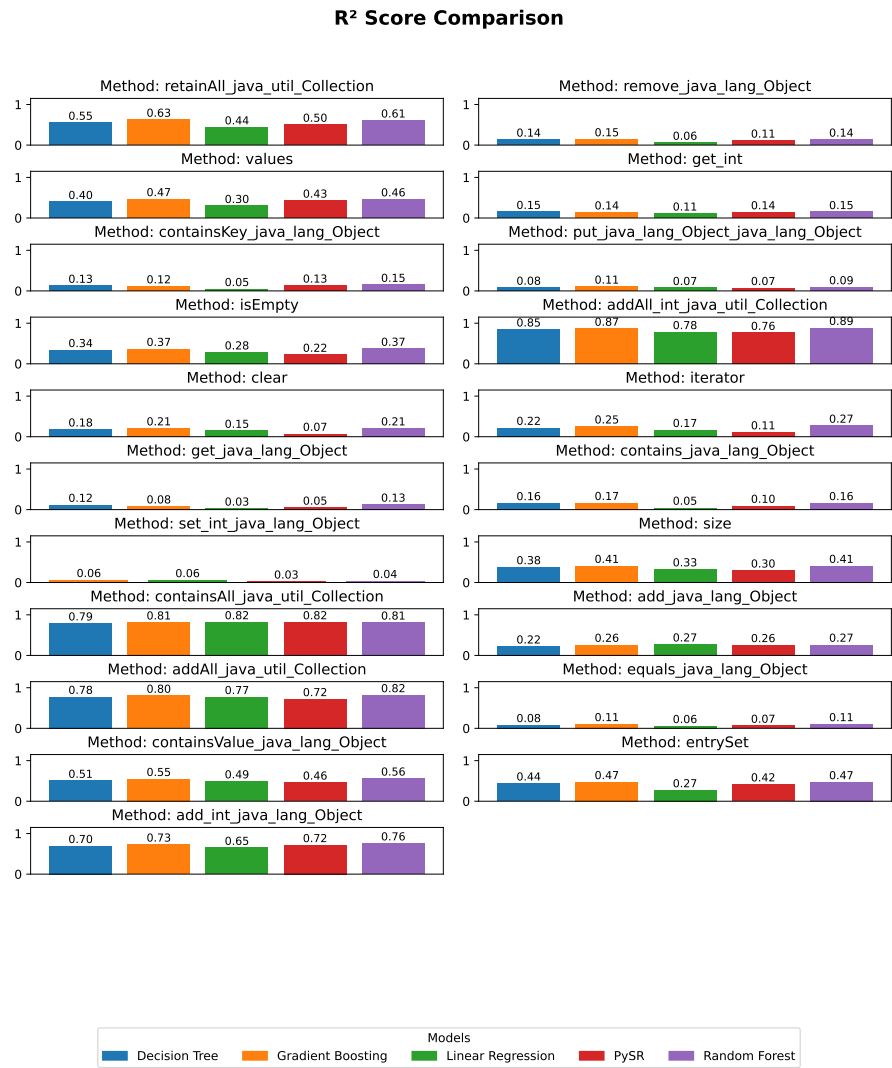 R² Score Comparison
Method: retainAll_java_util_Collection
1
0
0.55 0.63 0.44 0.50 0.61
Method: remove_java_lang_Object
1
0
0.14 0.15 0.06 0.11 0.14
Method: values
1
0
0.40 0.47 0.30 0.43 0.46
Method: get_int
1
0
0.15 0.14 0.11 0.14 0.15
Method: containsKey_java_lang_Object
1
0
0.13 0.12 0.05 0.13 0.15
Method: put_java_lang_Object_java_lang_Object
1
0
0.08 0.11 0.07 0.07 0.09
Method: isEmpty
1
0
0.34 0.37 0.28 0.22 0.37
Method: addAll_int_java_util_Collection
1
0
0.85 0.87 0.78 0.76 0.89
Method: clear
1
0
0.18 0.21 0.15 0.07 0.21
Method: iterator
1
0
0.22 0.25 0.17 0.11 0.27
Method: get_java_lang_Object
1
0
0.12 0.08 0.03 0.05 0.13
Method: contains_java_lang_Object
1
0
0.16 0.17 0.05 0.10 0.16
Method: set_int_java_lang_Object
1
0
0.06 0.06 0.03 0.04
Method: size
1
0
0.38 0.41 0.33 0.30 0.41
Method: containsAll_java_util_Collection
1
0
0.79 0.81 0.82 0.82 0.81
Method: add_java_lang_Object
1
0
0.22 0.26 0.27 0.26 0.27
Method: addAll_java_util_Collection
1
0
0.78 0.80 0.77 0.72 0.82
Method: equals_java_lang_Object
1
0
0.08 0.11 0.06 0.07 0.11
Method: containsValue_java_lang_Object
1
0
0.51 0.55 0.49 0.46 0.56
Method: entrySet
1
0
0.44 0.47 0.27 0.42 0.47
Method: add_int_java_lang_Object
1
0
0.70 0.73 0.65 0.72 0.76
Models
Decision Tree Gradient Boosting Linear Regression PySR Random Forest